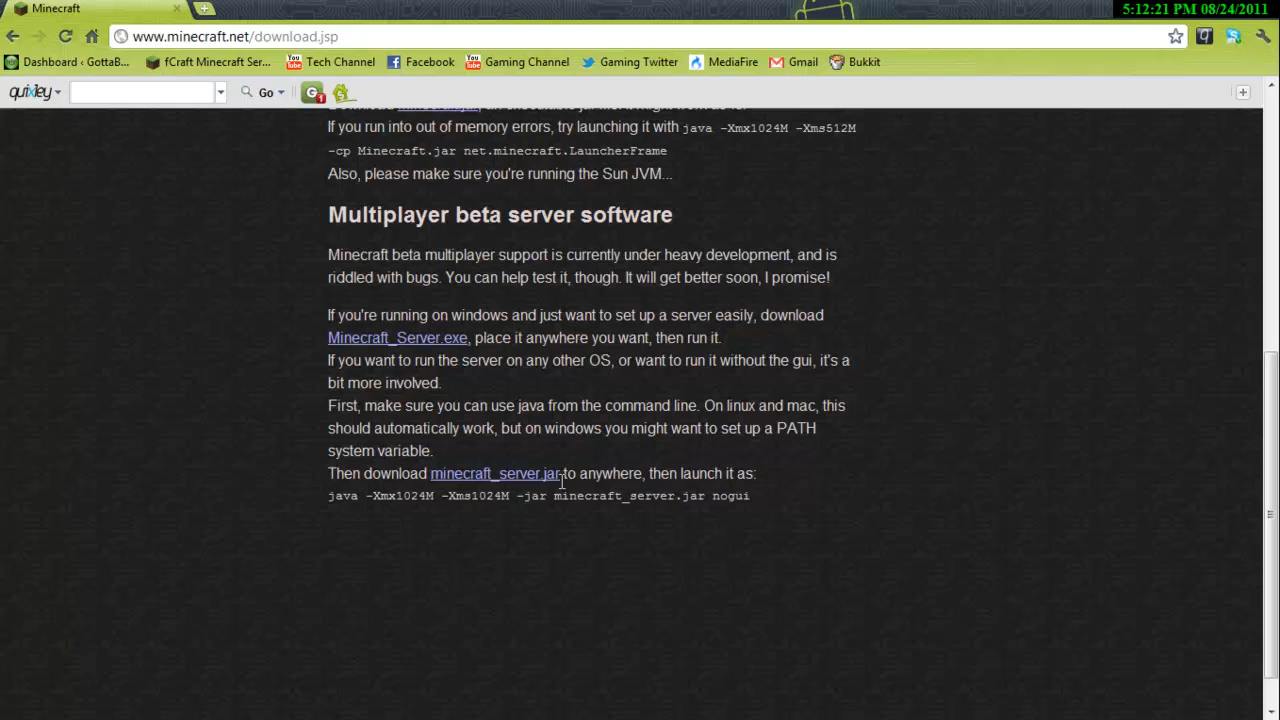 Minecraft
5:12:21 PM 08/24/2011
www.minecraft.net/download.jsp
Dashboard ‹ GottaB... fCraft Minecraft Ser... Tech Channel Facebook Gaming Channel Gaming Twitter MediaFire Gmail Bukkit
quixley Go
If you run into out of memory errors, try launching it with java -Xmx1024M -Xms512M
-cp Minecraft.jar net.minecraft.LauncherFrame
Also, please make sure you're running the Sun JVM...
Multiplayer beta server software
Minecraft beta multiplayer support is currently under heavy development, and is
riddled with bugs. You can help test it, though. It will get better soon, I promise!
If you're running on windows and just want to set up a server easily, download
Minecraft_Server.exe, place it anywhere you want, then run it.
If you want to run the server on any other OS, or want to run it without the gui, it's a
bit more involved.
First, make sure you can use java from the command line. On linux and mac, this
should automatically work, but on windows you might want to set up a PATH
system variable.
Then download minecraft_server.jar to anywhere, then launch it as:
java -Xmx1024M -Xms1024M -jar minecraft_server.jar nogui